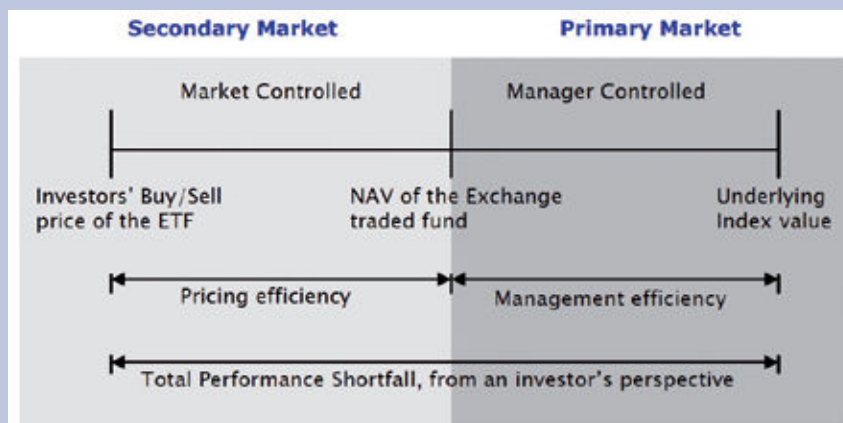 Secondary Market
Primary Market
Market Controlled
Manager Controlled
Investors' Buy/Sell
price of the ETF
NAV of the Exchange
traded fund
Underlying
Index value
Pricing efficiency
Management efficiency
Total Performance Shortfall, from an investor's perspective